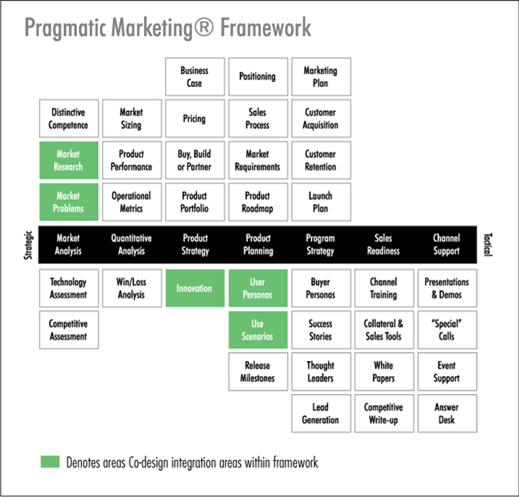 Pragmatic Marketing® Framework
Business
Case
Positioning
Marketing
Plan
Distinctive
Competence
Market
Sizing
Pricing
Sales
Process
Customer
Acquisition
Market
Research
Product
Performance
Buy, Build
or Partner
Market
Requirements
Customer
Retention
Market
Problems
Operational
Metrics
Product
Portfolio
Product
Roadmap
Launch
Plan
Strategic
Market
Analysis
Quantitative
Analysis
Product
Strategy
Product
Planning
Program
Strategy
Sales
Readiness
Channel
Support
Tactical
Technology
Assessment
Win/Loss
Analysis
Innovation
User
Personas
Buyer
Personas
Channel
Training
Presentations
& Demos
Competitive
Assessment
Use
Scenarios
Success
Stories
Collateral &
Sales Tools
"Special"
Calls
Release
Milestones
Thought
Leaders
White
Papers
Event
Support
Lead
Generation
Competitive
Write-up
Answer
Desk
Denotes areas Co-design integration areas within framework